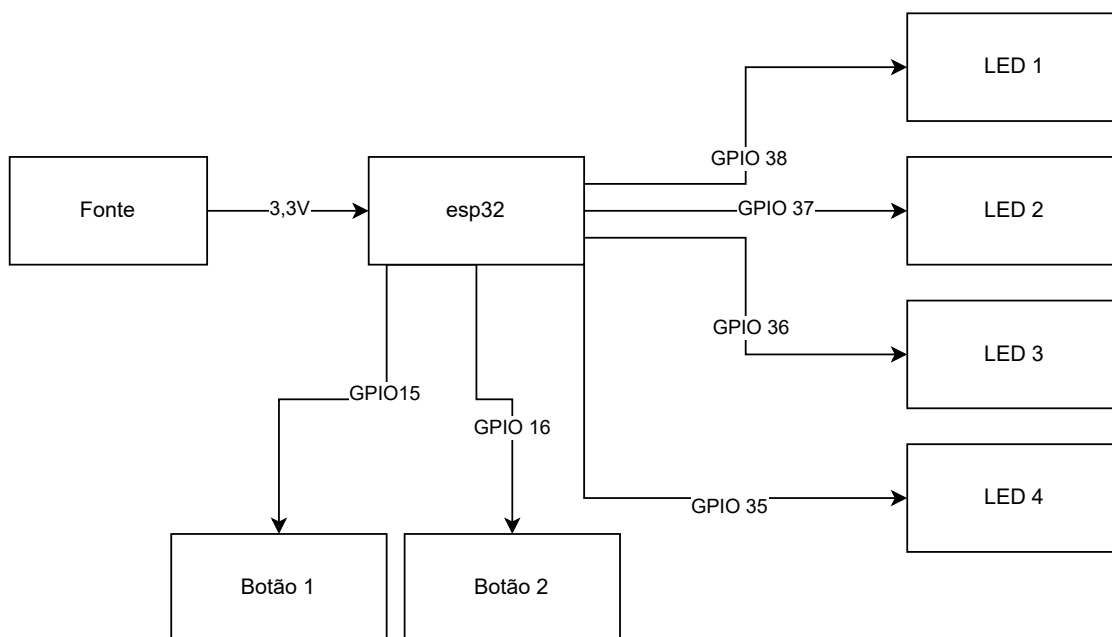 LED 1
GPIO 38
Fonte
3,3V
esp32
GPIO 37
LED 2
GPIO 36
LED 3
GPIO15
GPIO 16
GPIO 35
LED 4
Botão 1
Botão 2